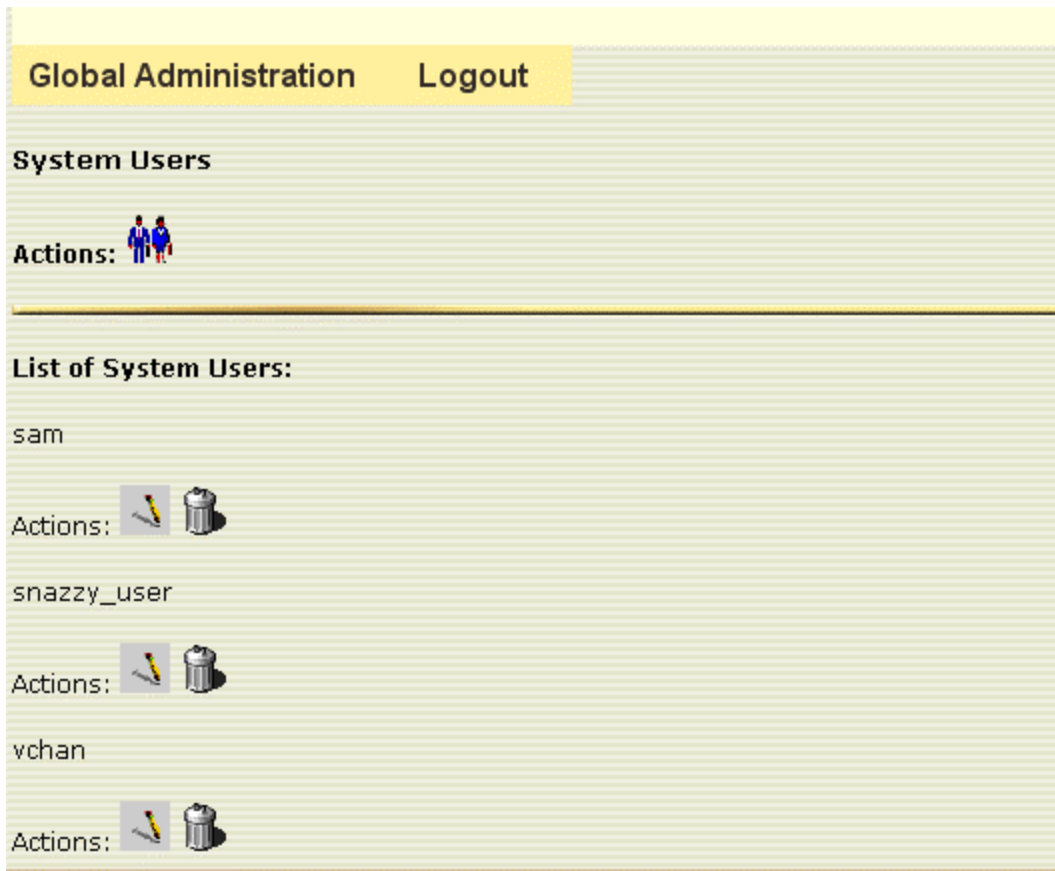 Global Administration Logout
System Users
Actions:
List of System Users:
sam
Actions:
snazzy_user
Actions:
vchan
Actions: